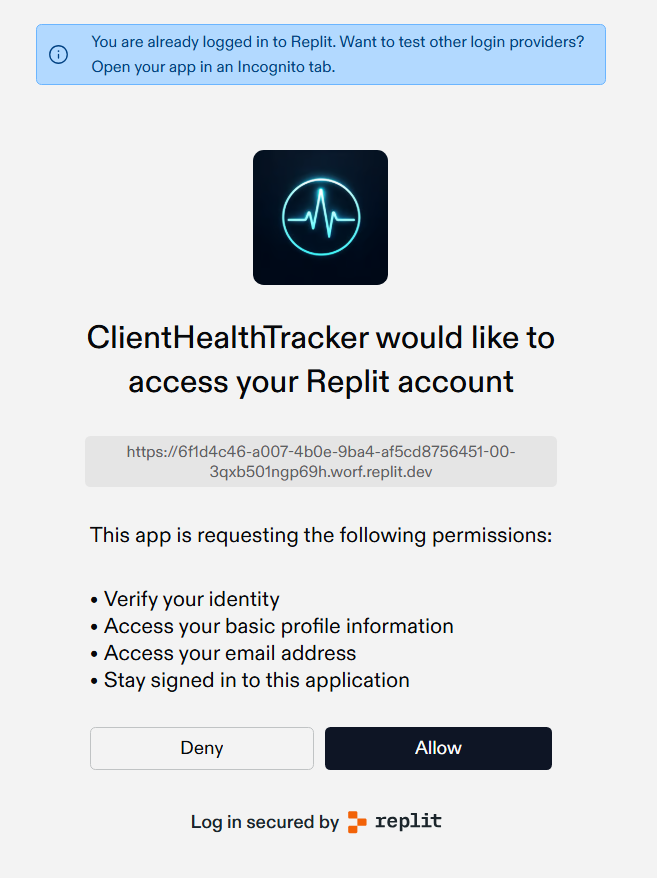 You are already logged in to Replit. Want to test other login providers?
Open your app in an Incognito tab.
ClientHealthTracker would like to
access your Replit account
https://6f1d4c46-a007-4b0e-9ba4-af5cd8756451-00-
3qxb501ngp69h.worf.replit.dev
This app is requesting the following permissions:
• Verify your identity
• Access your basic profile information
• Access your email address
• Stay signed in to this application
Deny
Allow
Log in secured by replit